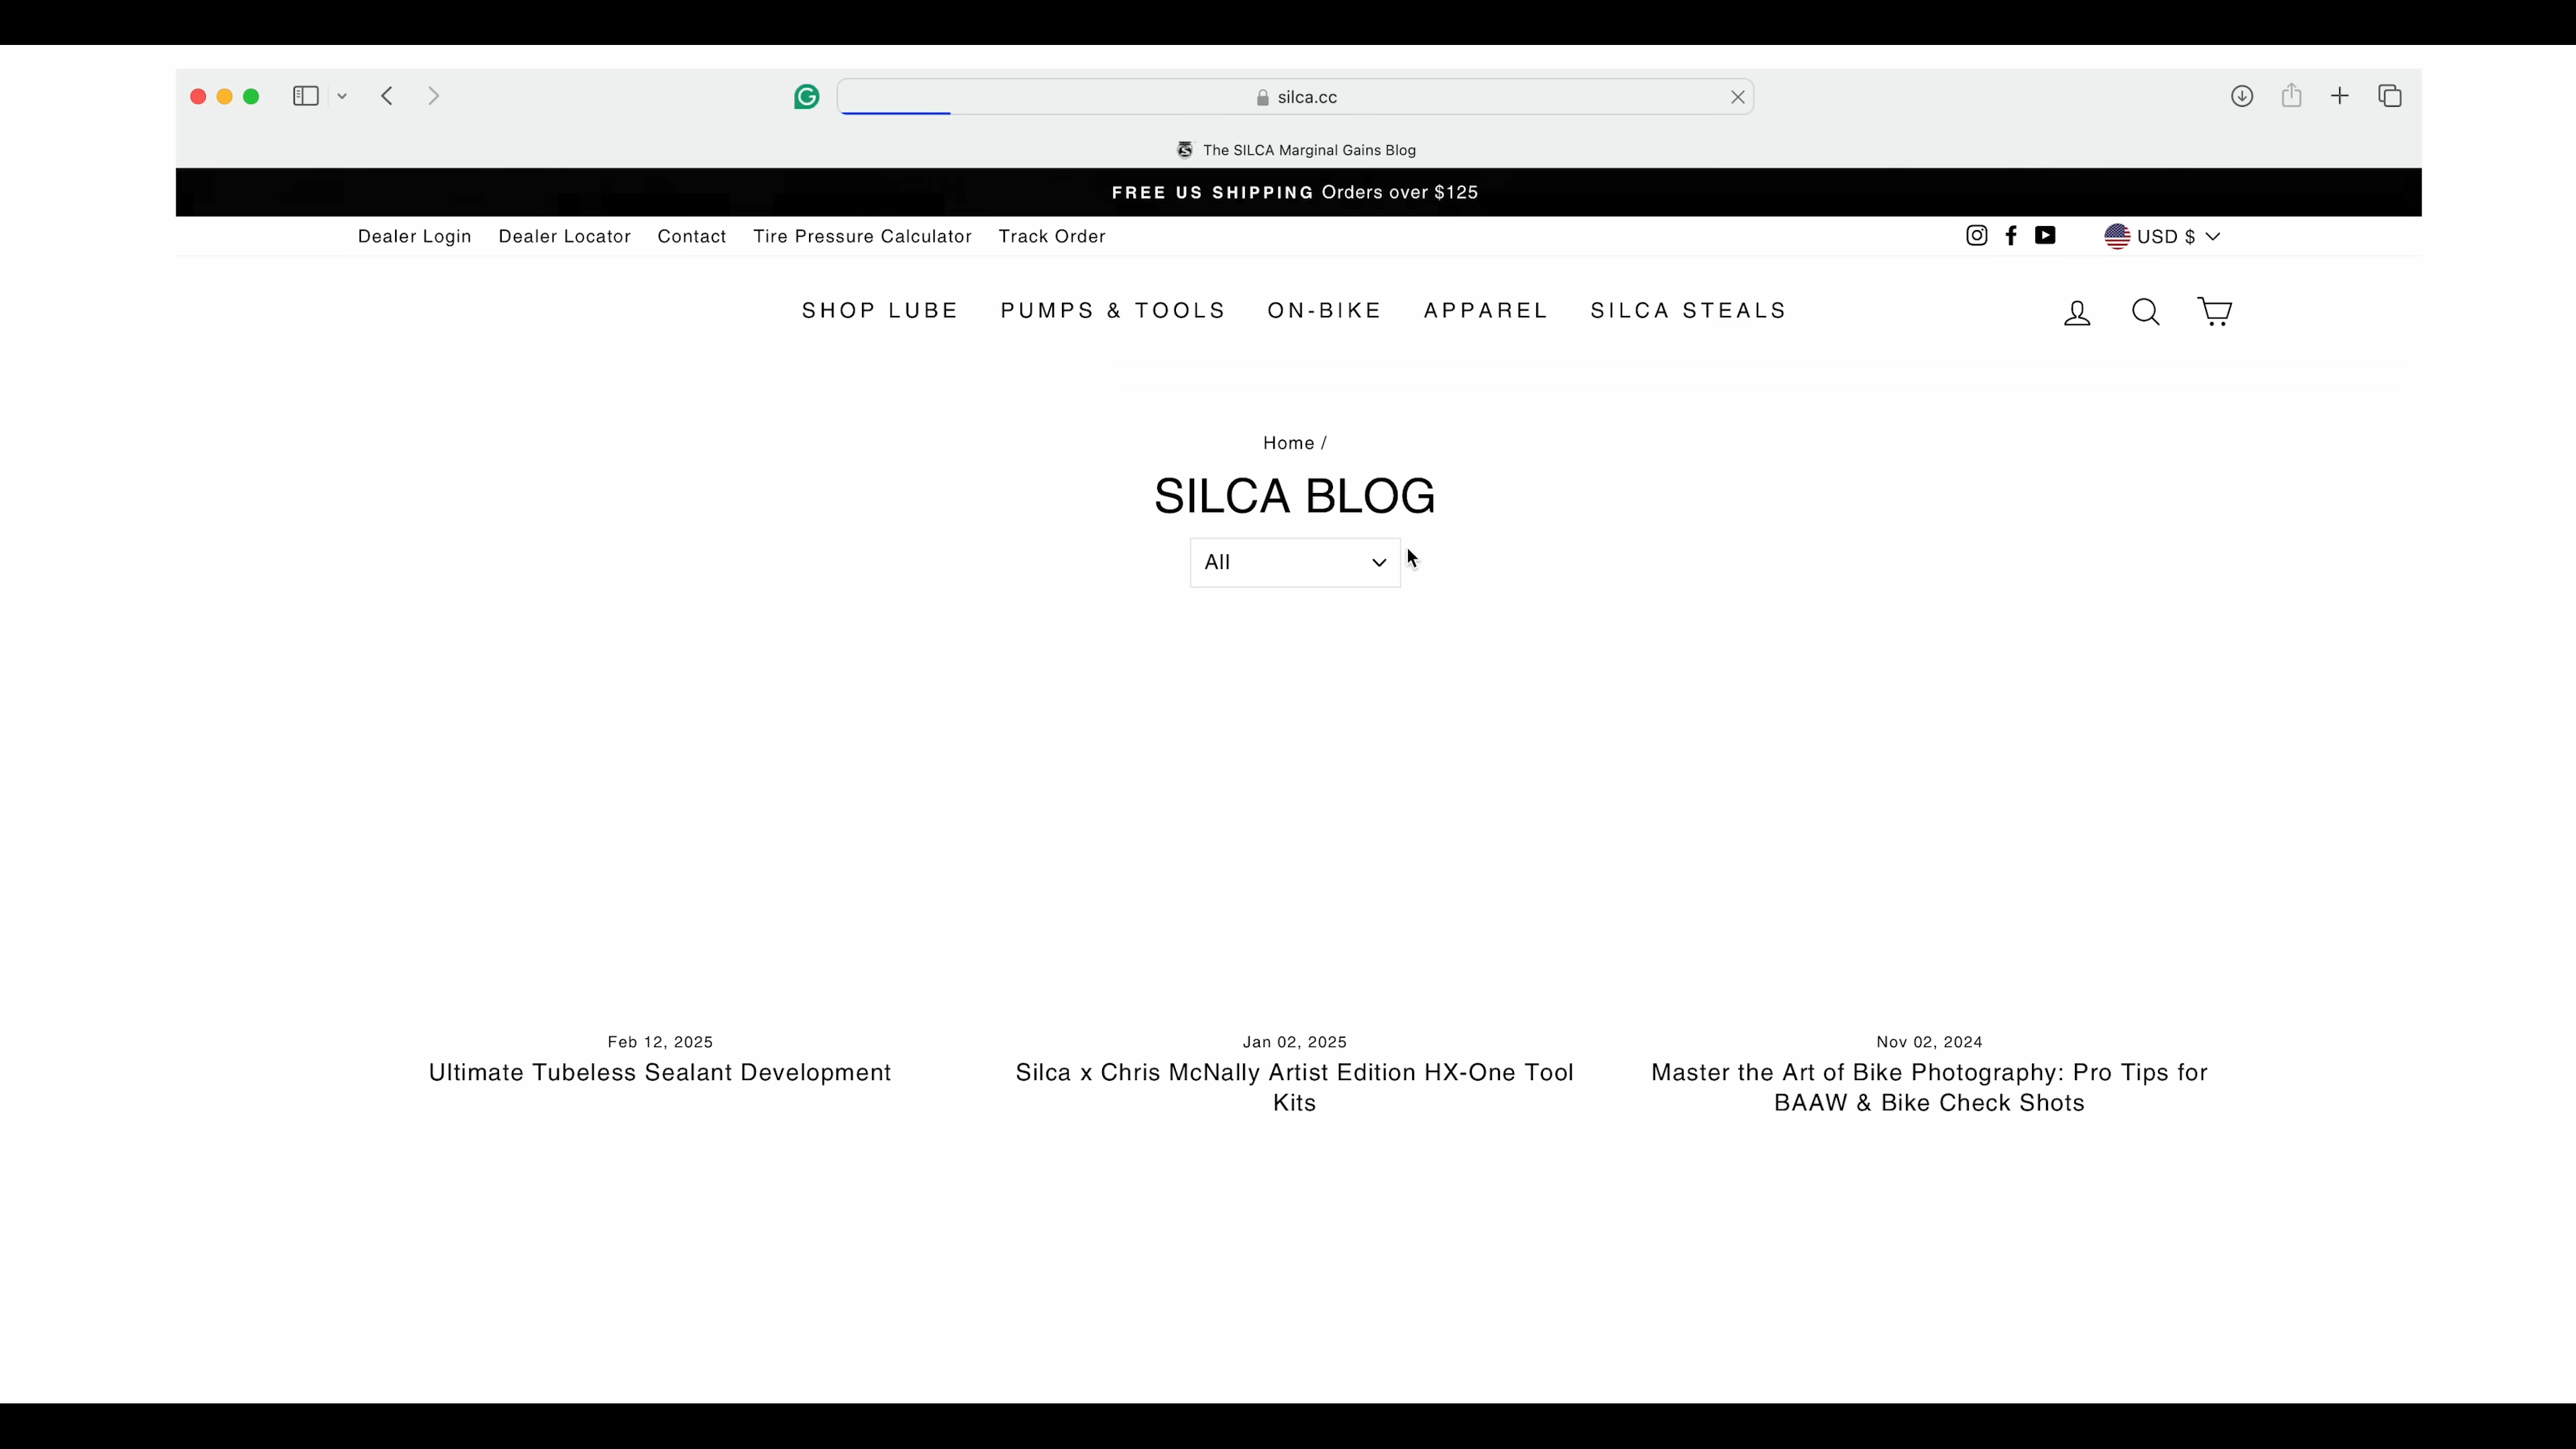 silca.cc
The SILCA Marginal Gains Blog
FREE US SHIPPING Orders over $125
Dealer Login Dealer Locator Contact Tire Pressure Calculator Track Order USD $
SHOP LUBE PUMPS & TOOLS ON-BIKE APPAREL SILCA STEALS
Home /
SILCA BLOG
All
Feb 12, 2025
Ultimate Tubeless Sealant Development
Jan 02, 2025
Silca x Chris McNally Artist Edition HX-One Tool
Kits
Nov 02, 2024
Master the Art of Bike Photography: Pro Tips for
BAAW & Bike Check Shots